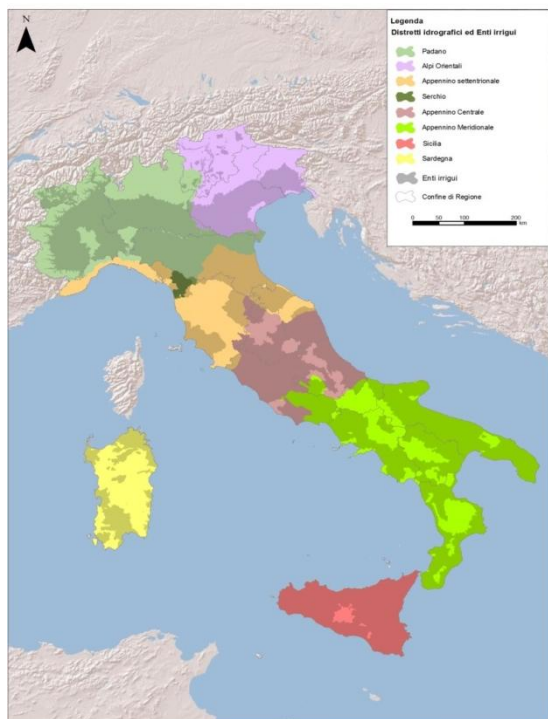 N
Legenda
Distretti idrografici ed Enti irrigui
Padano
Alpi Orientali
Appennino settentrionale
Serchio
Appennino Centrale
Appennino Meridionale
Sicilia
Sardegna
Enti irrigui
Confine di Regione
0 50 100 200
km